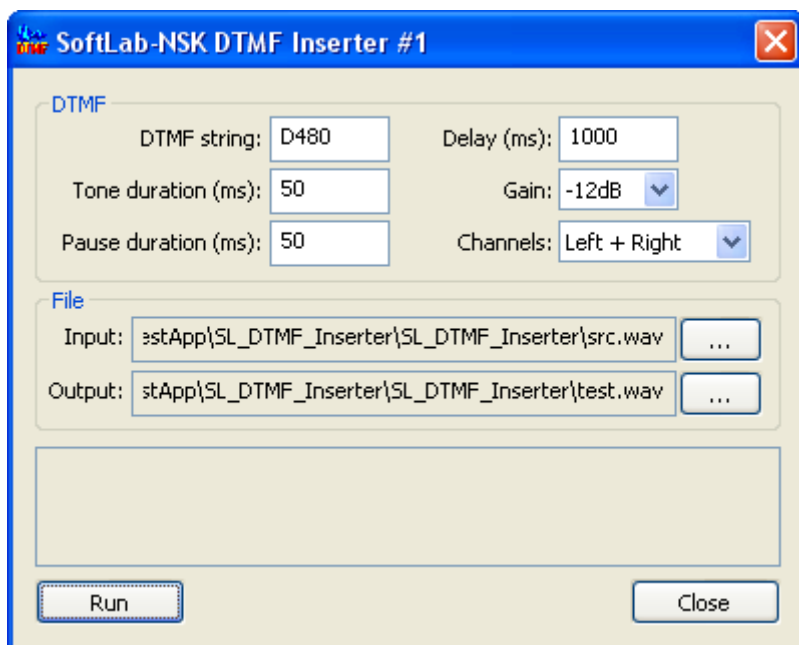 SoftLab-NSK DTMF Inserter #1
DTMF
DTMF string: D480 Delay (ms): 1000
Tone duration (ms): 50 Gain: -12dB
Pause duration (ms): 50 Channels: Left + Right
File
Input: estApp\SL_DTMF_Inserter\SL_DTMF_Inserter\src.wav ...
Output: stApp\SL_DTMF_Inserter\SL_DTMF_Inserter\test.wav ...
Run Close